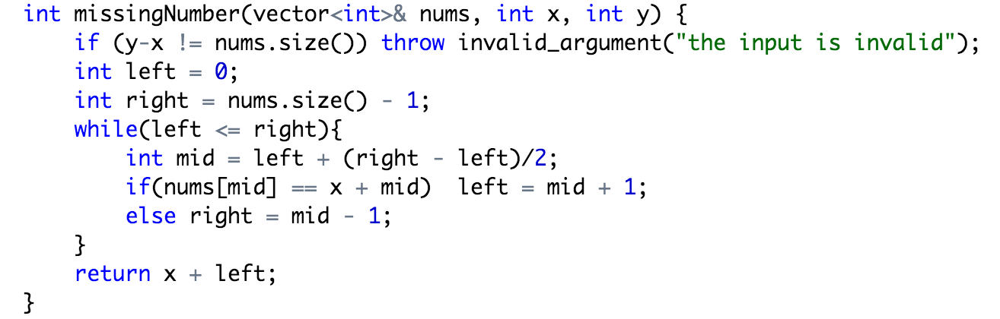 int missingNumber(vector<int>& nums, int x, int y) {
    if (y-x != nums.size()) throw invalid_argument("the input is invalid");
    int left = 0;
    int right = nums.size() - 1;
    while(left <= right){
        int mid = left + (right - left)/2;
        if(nums[mid] == x + mid)  left = mid + 1;
        else right = mid - 1;
    }
    return x + left;
}